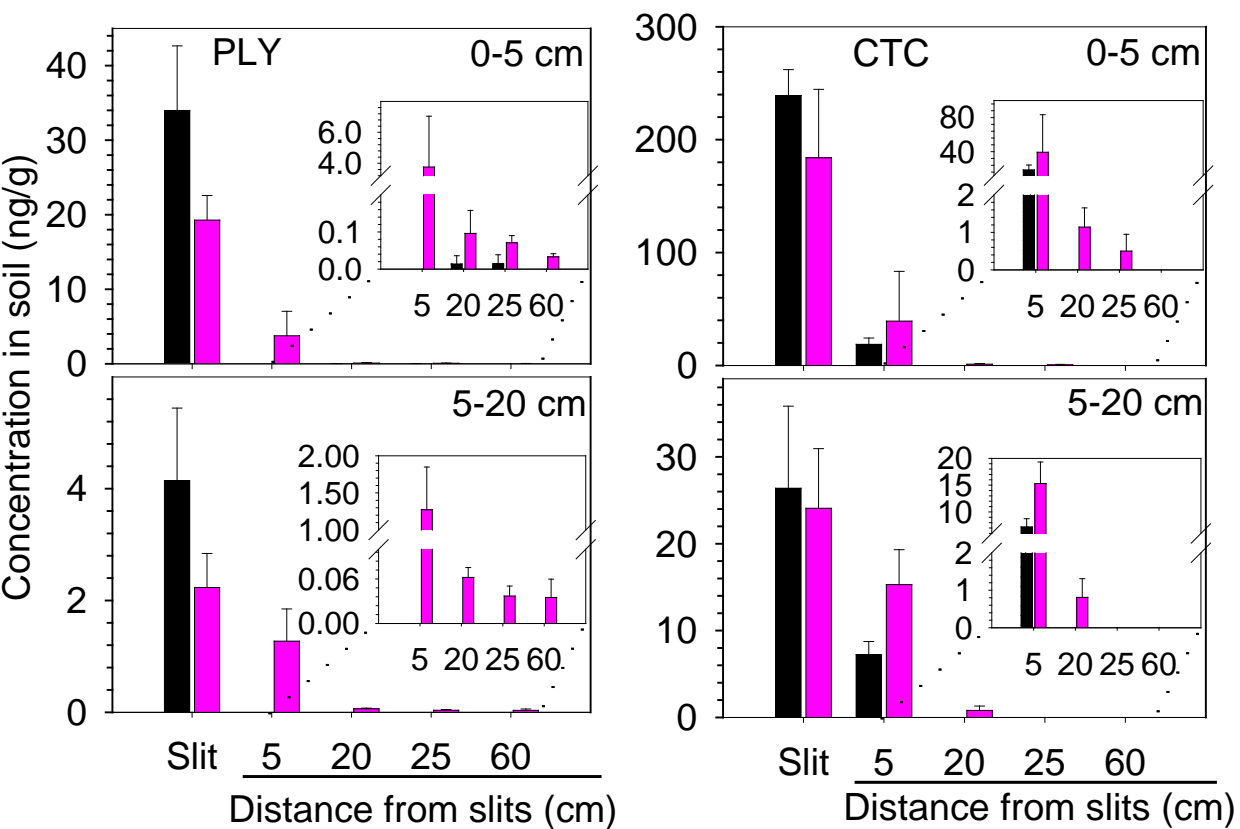 Concentration in soil (ng/g)
PLY 0-5 cm
40
30
20
10
0
6.0
4.0
0.1
0.0
5 20 25 60
CTC 0-5 cm
300
200
100
0
80
40
2
1
0
5 20 25 60
5-20 cm
4
2
0
2.00
1.50
1.00
0.06
0.00
5 20 25 60
5-20 cm
30
20
10
0
20
15
10
2
1
0
5 20 25 60
Slit 5 20 25 60
Distance from slits (cm)
Slit 5 20 25 60
Distance from slits (cm)